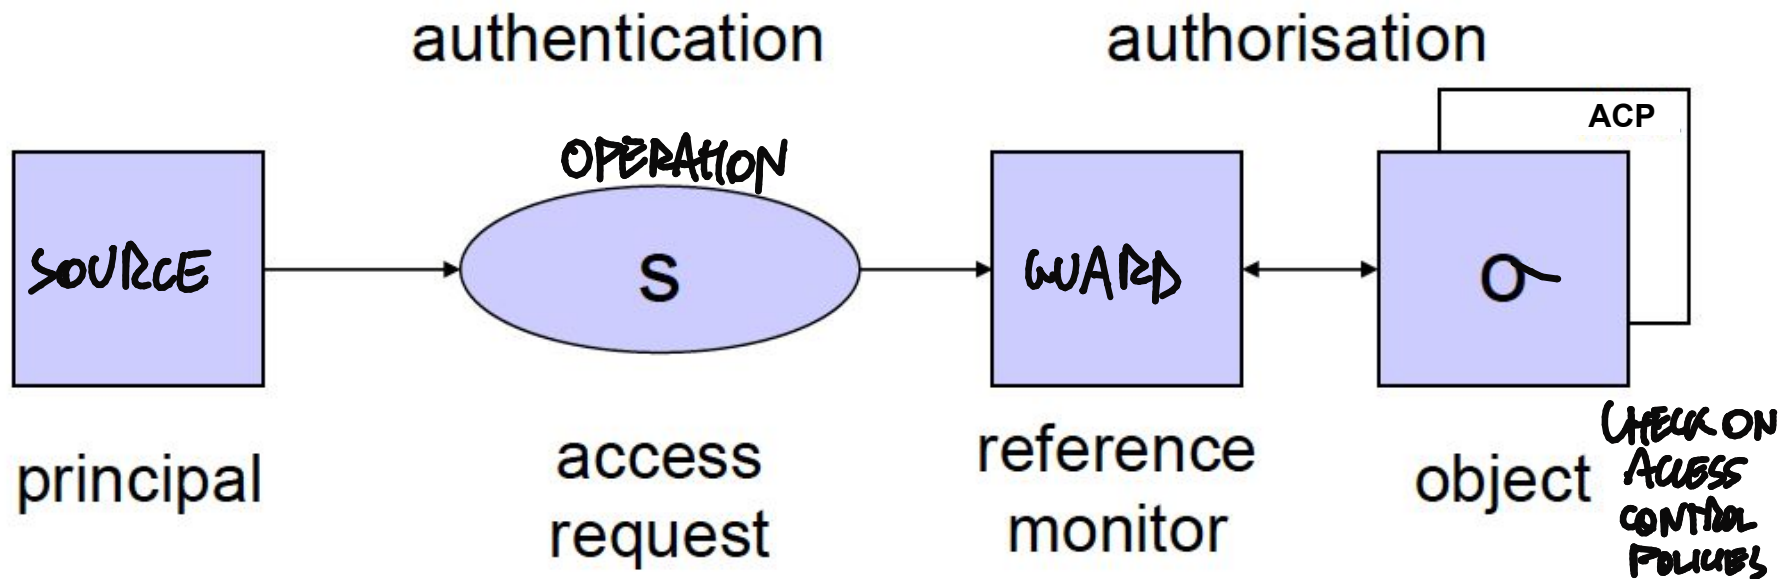 authentication
authorisation
ACP
OPERATION
SOURCE
s
GUARD
o
principal
access
request
reference
monitor
object
CHECK ON
ACCESS
CONTROL
POLICIES